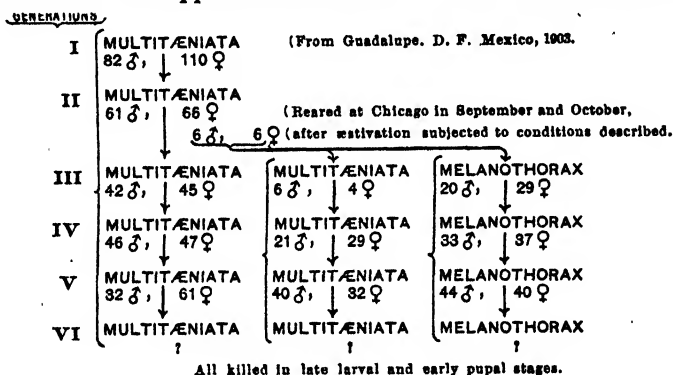 GENERATIONS
I MULTITÆNIATA (From Guadalupe. D. F. Mexico, 1903.
82 ♂, 110 ♀
II MULTITÆNIATA
61 ♂, 66 ♀ (Reared at Chicago in September and October,
6 ♂, 6 ♀ (after æstivation subjected to conditions described.
III MULTITÆNIATA MULTITÆNIATA MELANOTHORAX
42 ♂, 45 ♀ 6 ♂, 4 ♀ 20 ♂, 29 ♀
IV MULTITÆNIATA MULTITÆNIATA MELANOTHORAX
46 ♂, 47 ♀ 21 ♂, 29 ♀ 33 ♂, 37 ♀
V MULTITÆNIATA MULTITÆNIATA MELANOTHORAX
32 ♂, 61 ♀ 40 ♂, 32 ♀ 44 ♂, 40 ♀
VI MULTITÆNIATA MULTITÆNIATA MELANOTHORAX
? ? ?
All killed in late larval and early pupal stages.